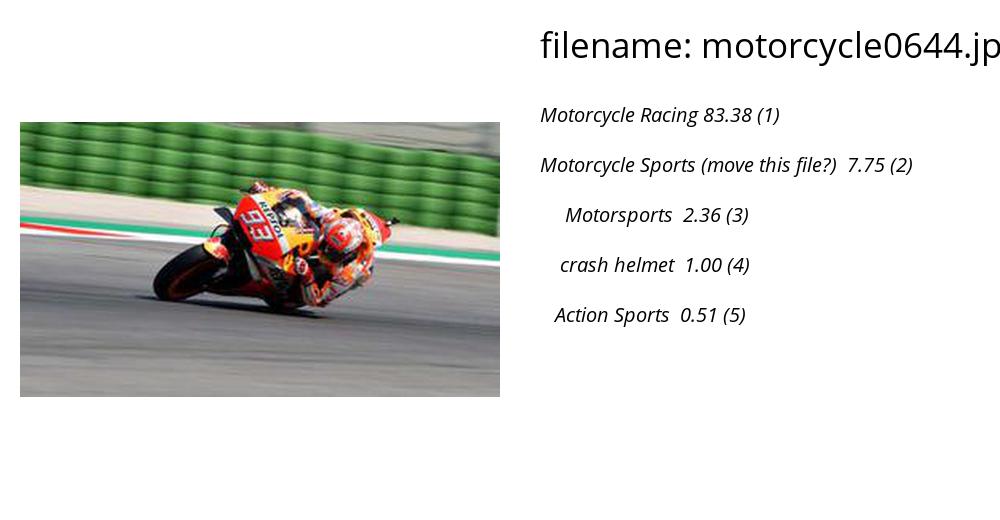 filename: motorcycle0644.jp
Motorcycle Racing 83.38 (1)
Motorcycle Sports (move this file?) 7.75 (2)
Motorsports 2.36 (3)
crash helmet 1.00 (4)
Action Sports 0.51 (5)
REPSOL
93